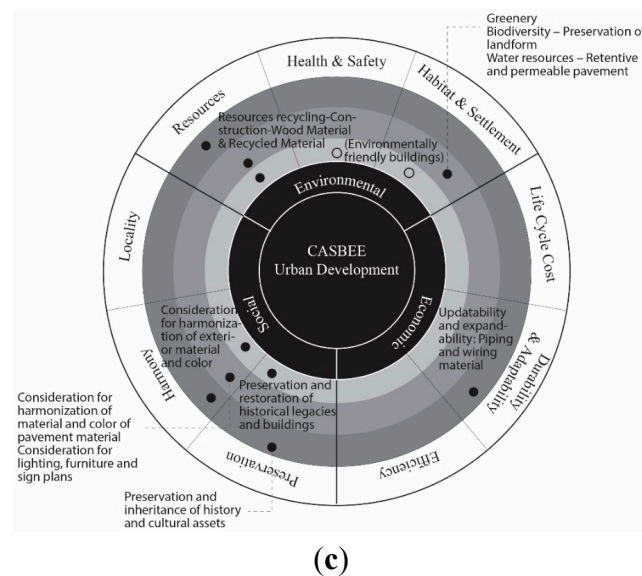 Greenery
Biodiversity – Preservation of
landform
Water resources – Retentive
and permeable pavement
Health & Safety
Habitat & Settlement
Resources
Resources recycling-Con-
struction-Wood Material
& Recycled Material
(Environmentally
friendly buildings)
Environmental
Locality
Life Cycle Cost
CASBEE
Urban Development
Social
Economic
Consideration
for harmoniza-
tion of exteri-
or material
and color
Updatability
and expand-
ability: Piping
and wiring
material
Durability
& Adaptability
Harmony
Preservation and
restoration of
historical legacies
and buildings
Consideration for
harmonization of
material and color of
pavement material
Consideration for
lighting, furniture and
sign plans
Efficiency
Preservation
Preservation and
inheritance of history
and cultural assets
(c)